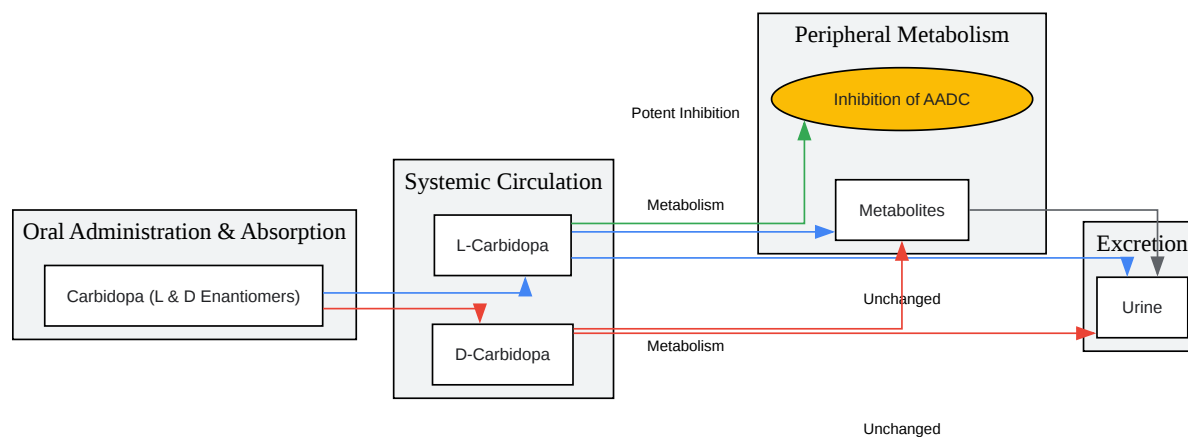 Peripheral Metabolism
Inhibition of AADC
Potent Inhibition
Systemic Circulation
Metabolism
Metabolites
Oral Administration & Absorption
L-Carbidopa
Excretion
Carbidopa (L & D Enantiomers)
Unchanged
Urine
D-Carbidopa
Metabolism
Unchanged